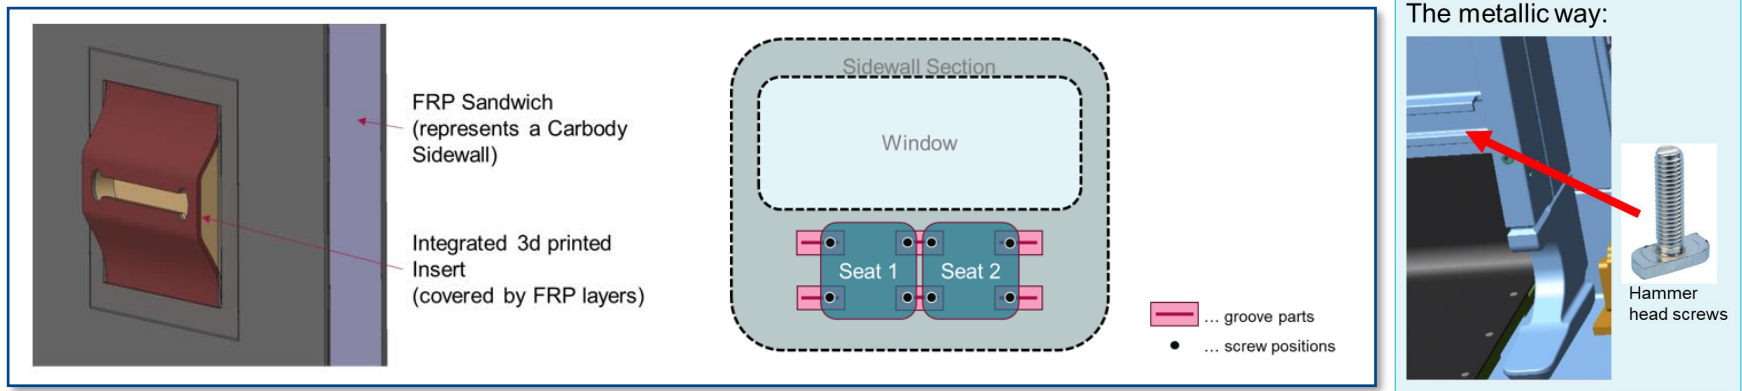 FRP Sandwich
(represents a Carbody
Sidewall)
Integrated 3d printed
Insert
(covered by FRP layers)
Sidewall Section
Window
Seat 1
Seat 2
... groove parts
... screw positions
The metallic way:
Hammer
head screws